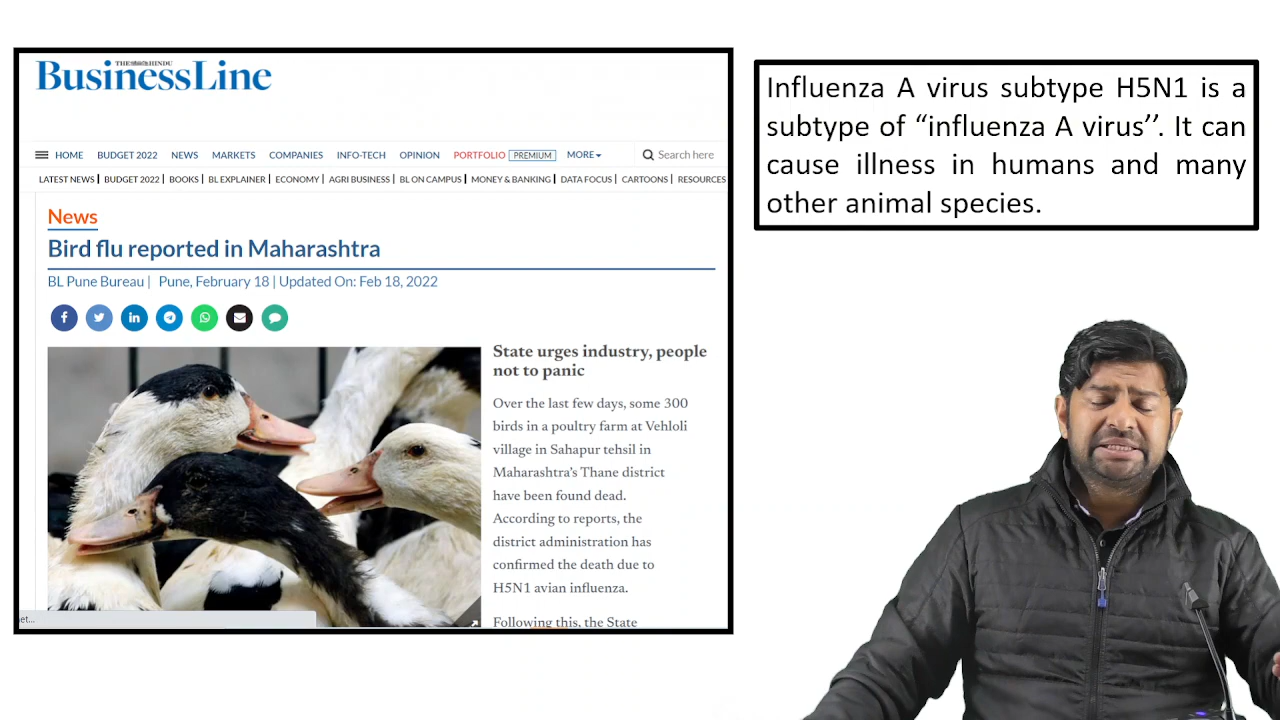 THE HINDU
BusinessLine
HOME BUDGET 2022 NEWS MARKETS COMPANIES INFO-TECH OPINION PORTFOLIO PREMIUM MORE Search here
LATEST NEWS | BUDGET 2022 | BOOKS | BL EXPLAINER | ECONOMY | AGRI BUSINESS | BL ON CAMPUS | MONEY & BANKING | DATA FOCUS | CARTOONS | RESOURCES
News
Bird flu reported in Maharashtra
BL Pune Bureau | Pune, February 18 | Updated On: Feb 18, 2022
State urges industry, people
not to panic
Over the last few days, some 300
birds in a poultry farm at Vehloli
village in Sahapur tehsil in
Maharashtra's Thane district
have been found dead.
According to reports, the
district administration has
confirmed the death due to
H5N1 avian influenza.
Following this, the State
et...
Influenza A virus subtype H5N1 is a
subtype of “influenza A virus’’. It can
cause illness in humans and many
other animal species.